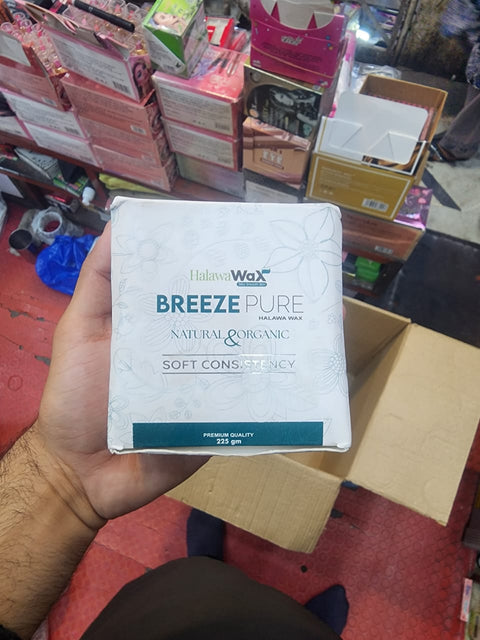 HalawaWax
BREEZE PURE
HALAWA WAX
NATURAL & ORGANIC
SOFT CONSISTENCY
PREMIUM QUALITY
225 gm